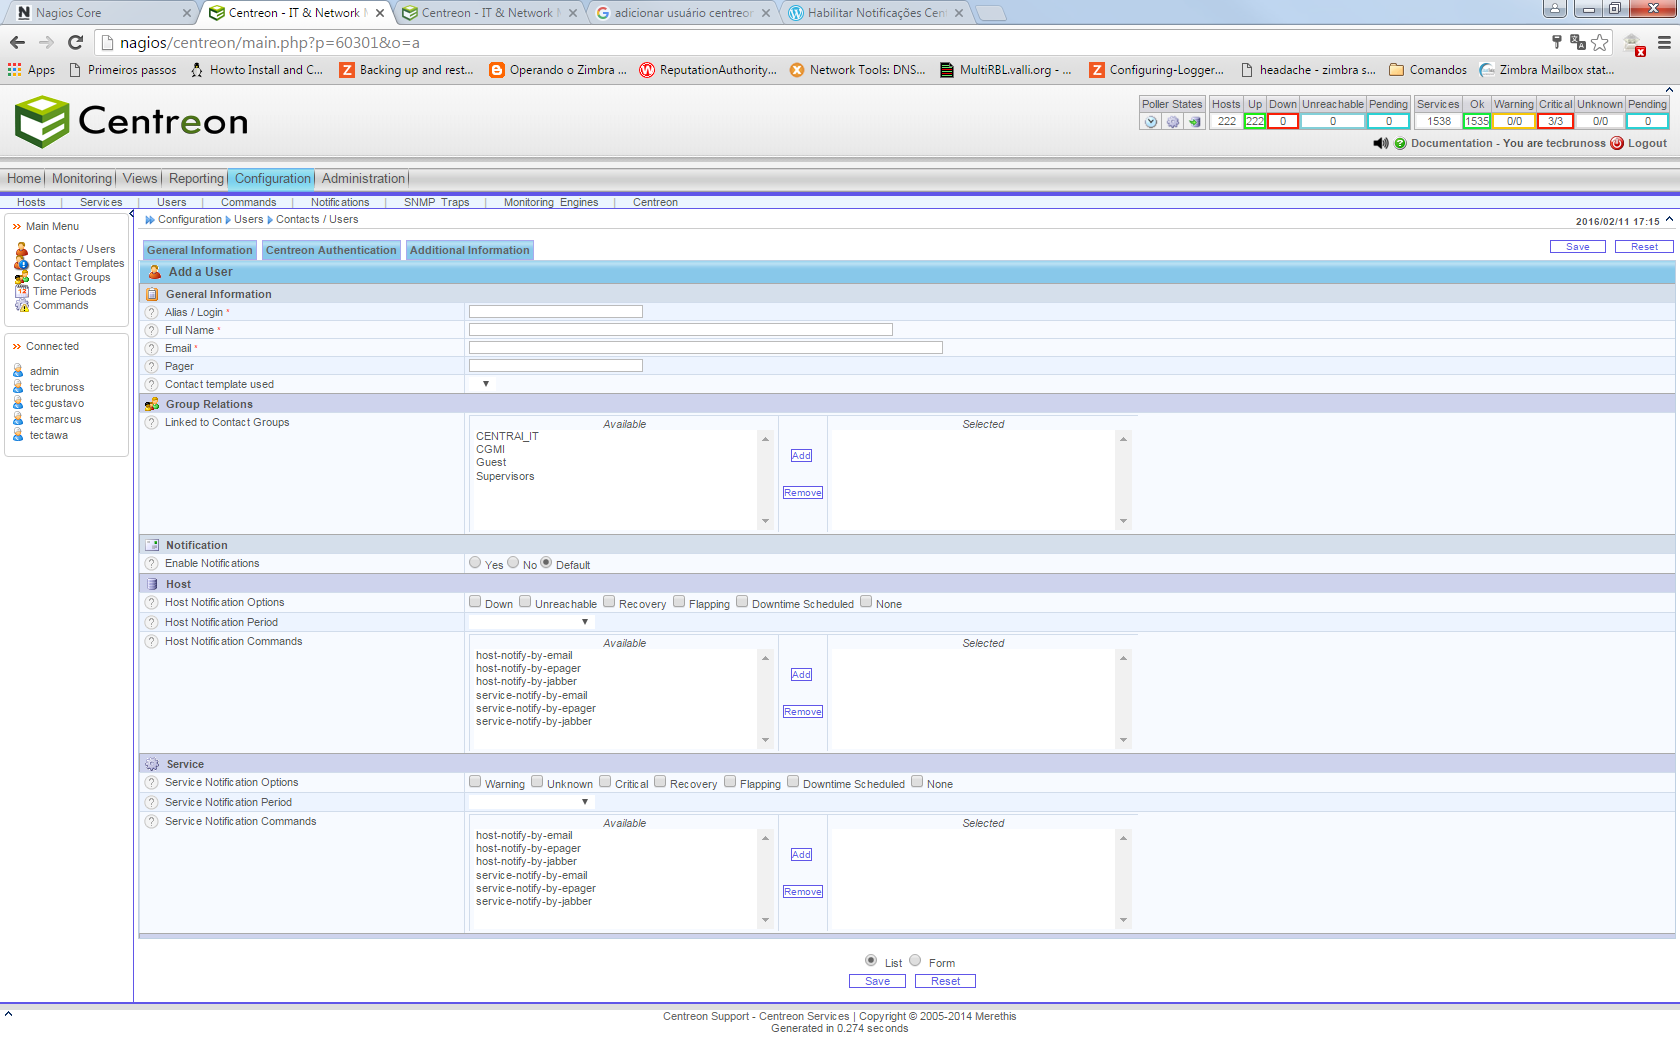 Nagios Core
Centreon - IT & Network M
Centreon - IT & Network M
adicionar usuário centreon
Habilitar Notificações Cen
nagios/centreon/main.php?p=60301&o=a
Apps
Primeiros passos
Howto Install and C...
Backing up and rest...
Operando o Zimbra ...
ReputationAuthority...
Network Tools: DNS...
MultiRBL.valli.org - ...
Configuring-Logger...
headache - zimbra s...
Comandos
Zimbra Mailbox stat...
Centreon
Poller States
Hosts Up Down Unreachable Pending
222 222 0 0 0
Services Ok Warning Critical Unknown Pending
1538 1535 0/0 3/3 0/0 0
Documentation - You are tecbrunoss Logout
Home Monitoring Views Reporting Configuration Administration
Hosts | Services | Users | Commands | Notifications | SNMP Traps | Monitoring Engines | Centreon
Main Menu
Contacts / Users
Contact Templates
Contact Groups
Time Periods
Commands
Connected
admin
tecbrunoss
tecgustavo
tecmarcus
tectawa
Configuration Users Contacts / Users
2016/02/11 17:15
General Information Centreon Authentication Additional Information
Save Reset
Add a User
General Information
Alias / Login *
Full Name *
Email *
Pager
Contact template used
Group Relations
Linked to Contact Groups
Available Selected
CENTRAl_IT
CGMI
Guest
Supervisors
Add
Remove
Notification
Enable Notifications
Yes No Default
Host
Host Notification Options
Down Unreachable Recovery Flapping Downtime Scheduled None
Host Notification Period
Host Notification Commands
Available Selected
host-notify-by-email
host-notify-by-epager
host-notify-by-jabber
service-notify-by-email
service-notify-by-epager
service-notify-by-jabber
Add
Remove
Service
Service Notification Options
Warning Unknown Critical Recovery Flapping Downtime Scheduled None
Service Notification Period
Service Notification Commands
Available Selected
host-notify-by-email
host-notify-by-epager
host-notify-by-jabber
service-notify-by-email
service-notify-by-epager
service-notify-by-jabber
Add
Remove
List Form
Save Reset
Centreon Support - Centreon Services | Copyright © 2005-2014 Merethis
Generated in 0.274 seconds